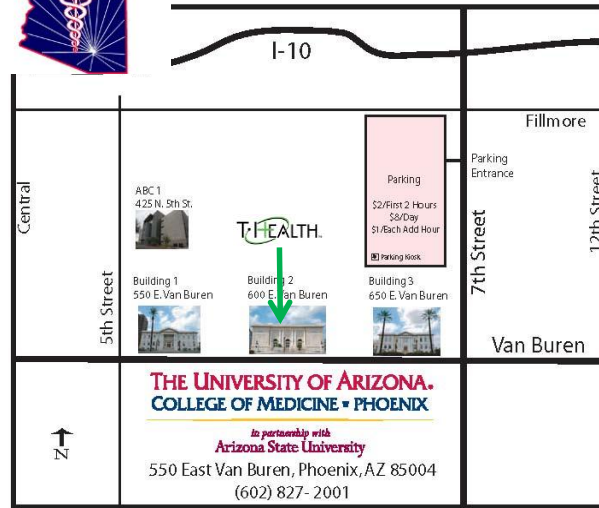 I-10
Fillmore
Central
Parking
Entrance
Parking
$2/First 2 Hours
$8/Day
$1/Each Add Hour
Parking Kiosk
ABC 1
425 N. 5th St.
T·HEALTH
12th Street
7th Street
5th Street
Building 1
550 E. Van Buren
Building 2
600 E. Van Buren
Building 3
650 E. Van Buren
Van Buren
THE UNIVERSITY OF ARIZONA.
COLLEGE OF MEDICINE ▪ PHOENIX
in partnership with
Arizona State University
N
550 East Van Buren, Phoenix, AZ 85004
(602) 827- 2001